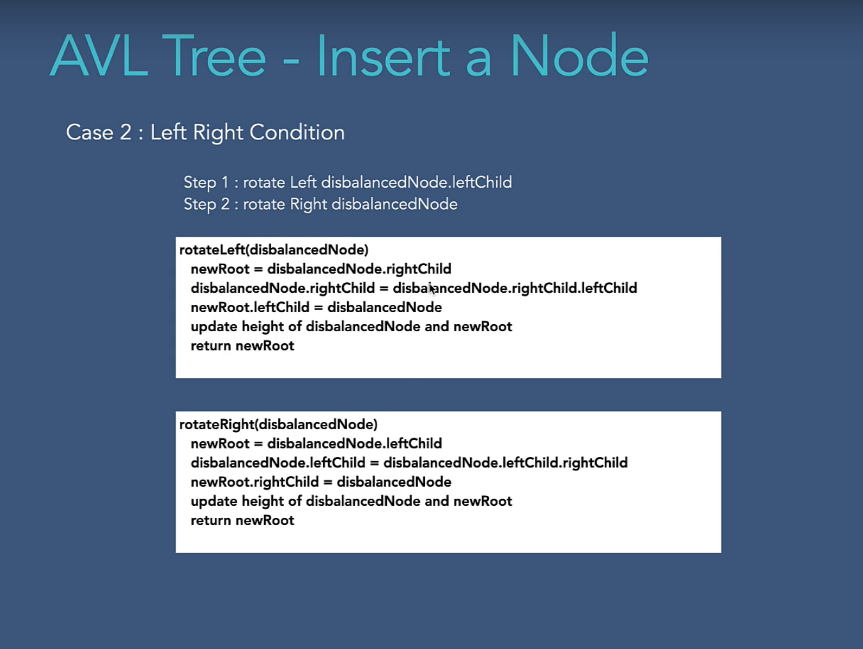 AVL Tree - Insert a Node
Case 2 : Left Right Condition
Step 1 : rotate Left disbalancedNode.leftChild
Step 2 : rotate Right disbalancedNode
rotateLeft(disbalancedNode)
newRoot = disbalancedNode.rightChild
disbalancedNode.rightChild = disbalancedNode.rightChild.leftChild
newRoot.leftChild = disbalancedNode
update height of disbalancedNode and newRoot
return newRoot
rotateRight(disbalancedNode)
newRoot = disbalancedNode.leftChild
disbalancedNode.leftChild = disbalancedNode.leftChild.rightChild
newRoot.rightChild = disbalancedNode
update height of disbalancedNode and newRoot
return newRoot